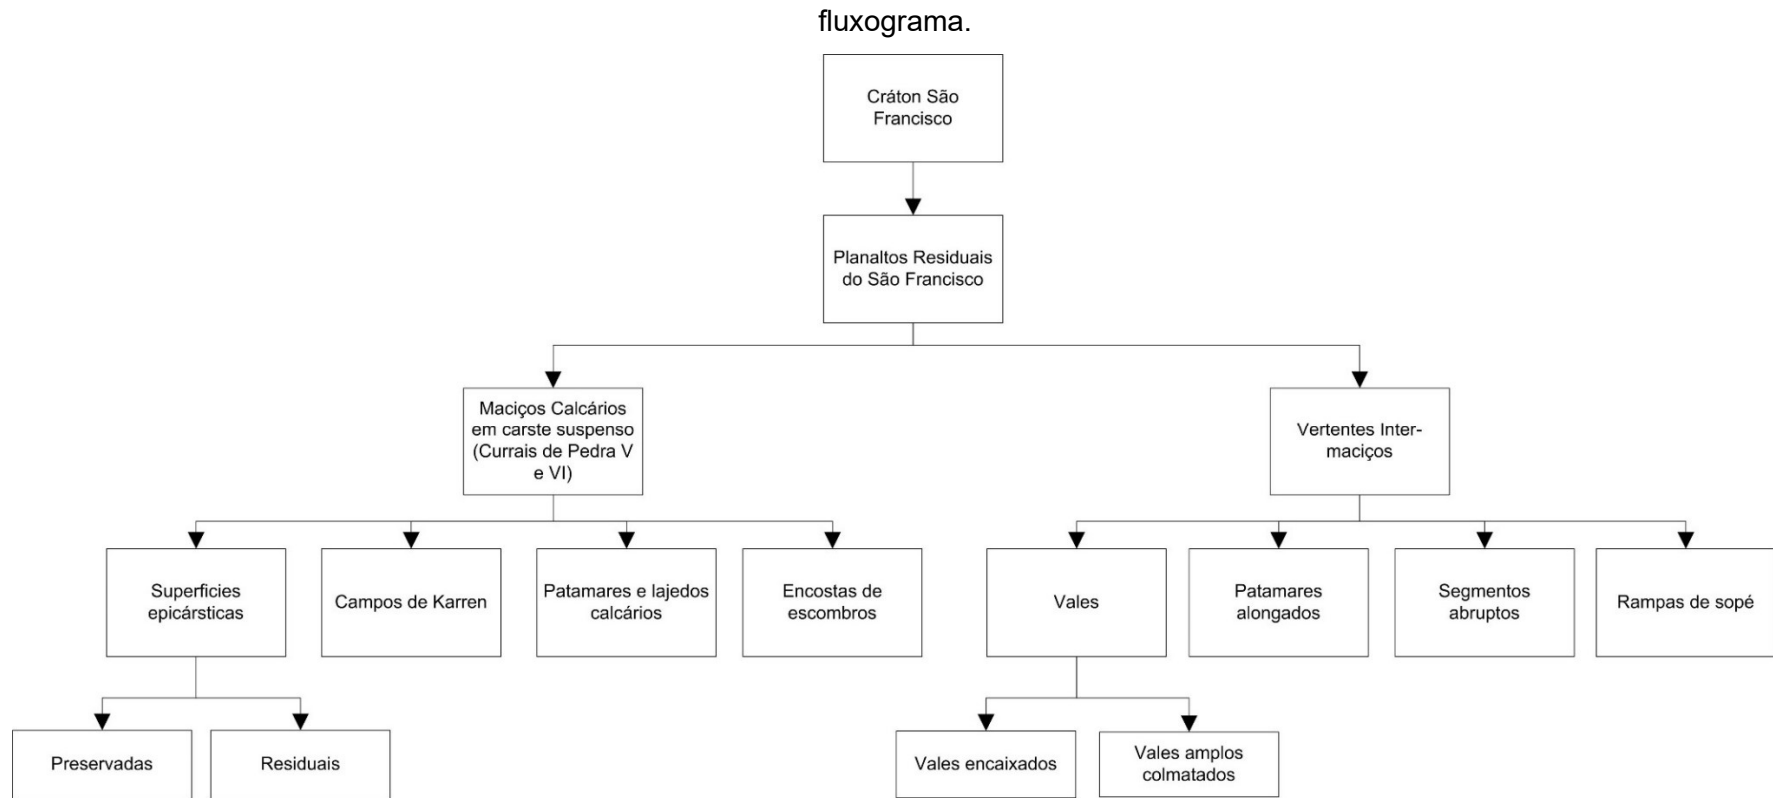 fluxograma.
Cráton São
Francisco
Planaltos Residuais
do São Francisco
Maciços Calcários
em carste suspenso
(Currais de Pedra V
e VI)
Vertentes Inter-
maciços
Superficies
epicársticas
Campos de Karren
Patamares e lajedos
calcários
Encostas de
escombros
Vales
Patamares
alongados
Segmentos
abruptos
Rampas de sopé
Preservadas
Residuais
Vales encaixados
Vales amplos
colmatados